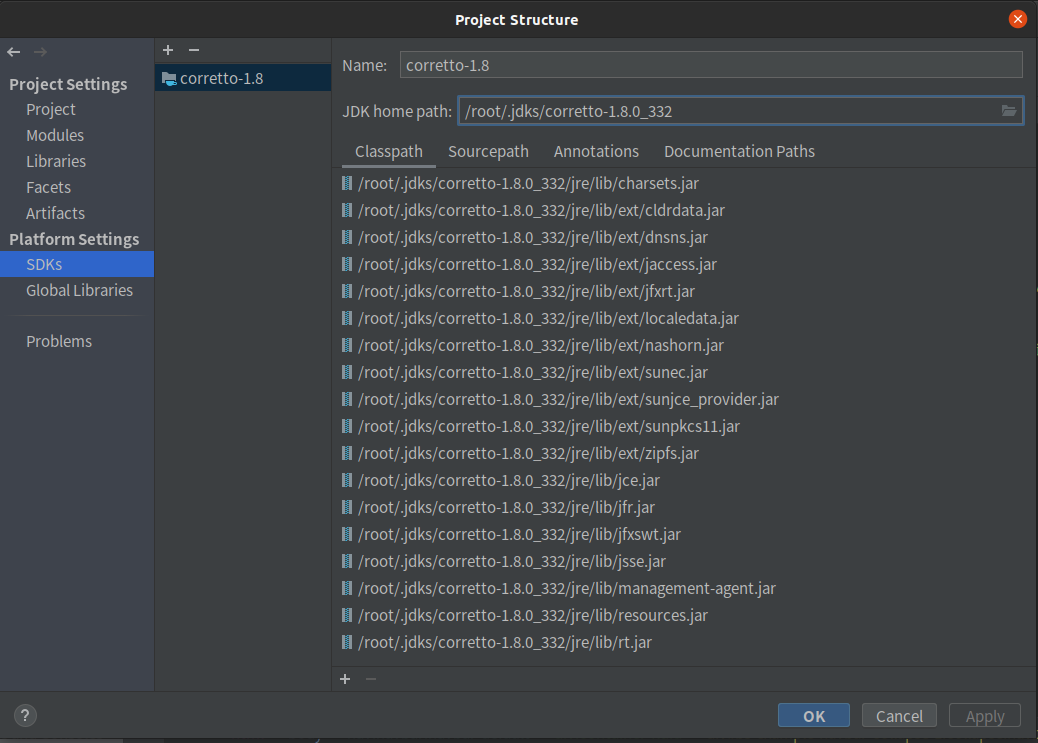 Project Structure
Project Settings
Project
Modules
Libraries
Facets
Artifacts
Platform Settings
SDKs
Global Libraries
Problems
corretto-1.8
Name: corretto-1.8
JDK home path: /root/.jdks/corretto-1.8.0_332
Classpath Sourcepath Annotations Documentation Paths
/root/.jdks/corretto-1.8.0_332/jre/lib/charsets.jar
/root/.jdks/corretto-1.8.0_332/jre/lib/ext/cldrdata.jar
/root/.jdks/corretto-1.8.0_332/jre/lib/ext/dnsns.jar
/root/.jdks/corretto-1.8.0_332/jre/lib/ext/jaccess.jar
/root/.jdks/corretto-1.8.0_332/jre/lib/ext/jfxrt.jar
/root/.jdks/corretto-1.8.0_332/jre/lib/ext/localedata.jar
/root/.jdks/corretto-1.8.0_332/jre/lib/ext/nashorn.jar
/root/.jdks/corretto-1.8.0_332/jre/lib/ext/sunec.jar
/root/.jdks/corretto-1.8.0_332/jre/lib/ext/sunjce_provider.jar
/root/.jdks/corretto-1.8.0_332/jre/lib/ext/sunpkcs11.jar
/root/.jdks/corretto-1.8.0_332/jre/lib/ext/zipfs.jar
/root/.jdks/corretto-1.8.0_332/jre/lib/jce.jar
/root/.jdks/corretto-1.8.0_332/jre/lib/jfr.jar
/root/.jdks/corretto-1.8.0_332/jre/lib/jfxswt.jar
/root/.jdks/corretto-1.8.0_332/jre/lib/jsse.jar
/root/.jdks/corretto-1.8.0_332/jre/lib/management-agent.jar
/root/.jdks/corretto-1.8.0_332/jre/lib/resources.jar
/root/.jdks/corretto-1.8.0_332/jre/lib/rt.jar
? OK Cancel Apply